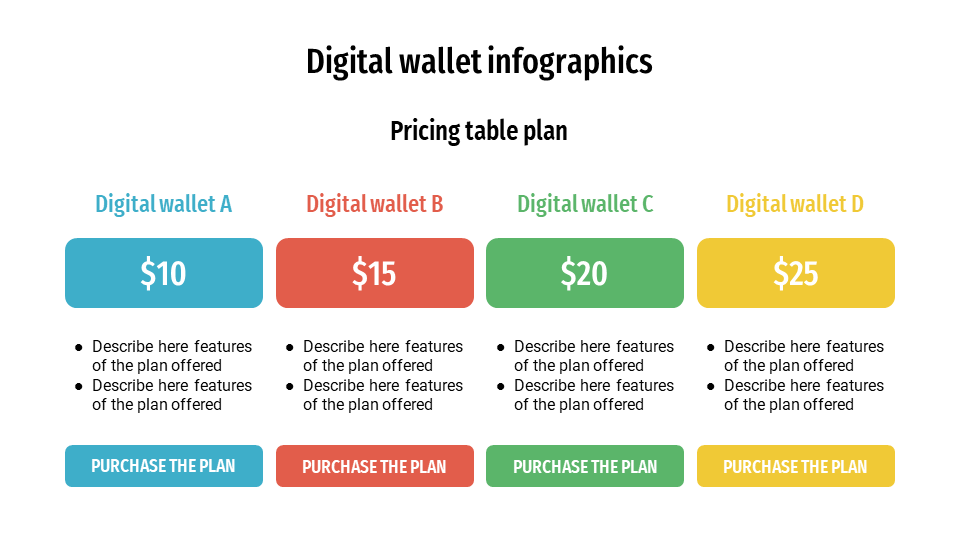 Digital wallet infographics
Pricing table plan
Digital wallet A
Digital wallet B
Digital wallet C
Digital wallet D
$10
$15
$20
$25
● Describe here features
of the plan offered
● Describe here features
of the plan offered
● Describe here features
of the plan offered
● Describe here features
of the plan offered
● Describe here features
of the plan offered
● Describe here features
of the plan offered
● Describe here features
of the plan offered
● Describe here features
of the plan offered
PURCHASE THE PLAN
PURCHASE THE PLAN
PURCHASE THE PLAN
PURCHASE THE PLAN